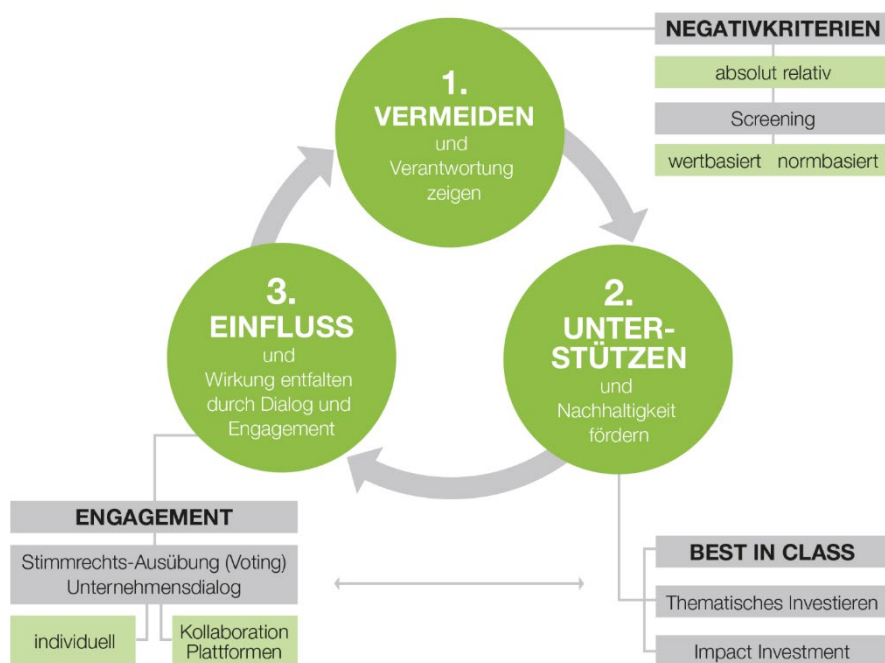 1.
VERMEIDEN
und
Verantwortung
zeigen
NEGATIVKRITERIEN
absolut relativ
Screening
wertbasiert normbasiert
2.
UNTER-
STÜTZEN
und
Nachhaltigkeit
fördern
BEST IN CLASS
Thematisches Investieren
Impact Investment
3.
EINFLUSS
und
Wirkung entfalten
durch Dialog und
Engagement
ENGAGEMENT
Stimmrechts-Ausübung (Voting)
Unternehmensdialog
individuell
Kollaboration
Plattformen